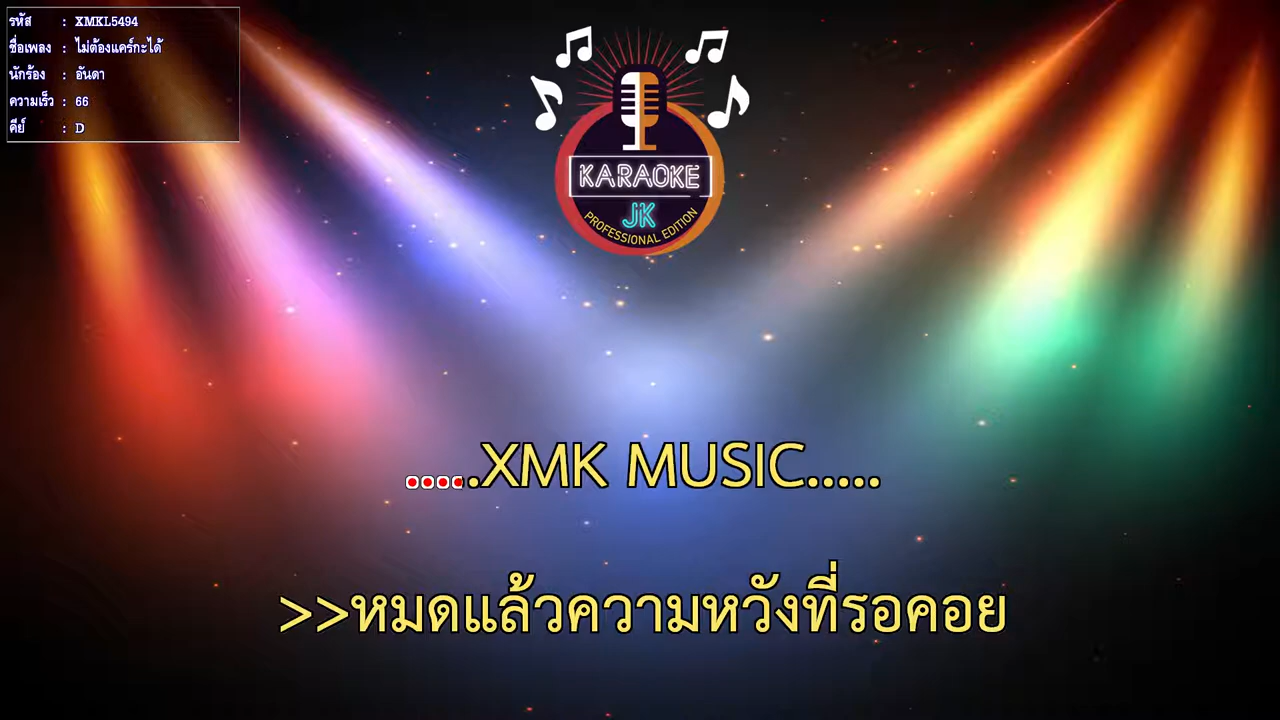 รหัส : XMKL5494
ชื่อเพลง : ไม่ต้องแคร์กะได้
นักร้อง : อันดา
ความเร็ว : 66
คีย์ : D
KARAOKE
JK
PROFESSIONAL EDITION
.....XMK MUSIC.....
>>หมดแล้วความหวังที่รอคอย